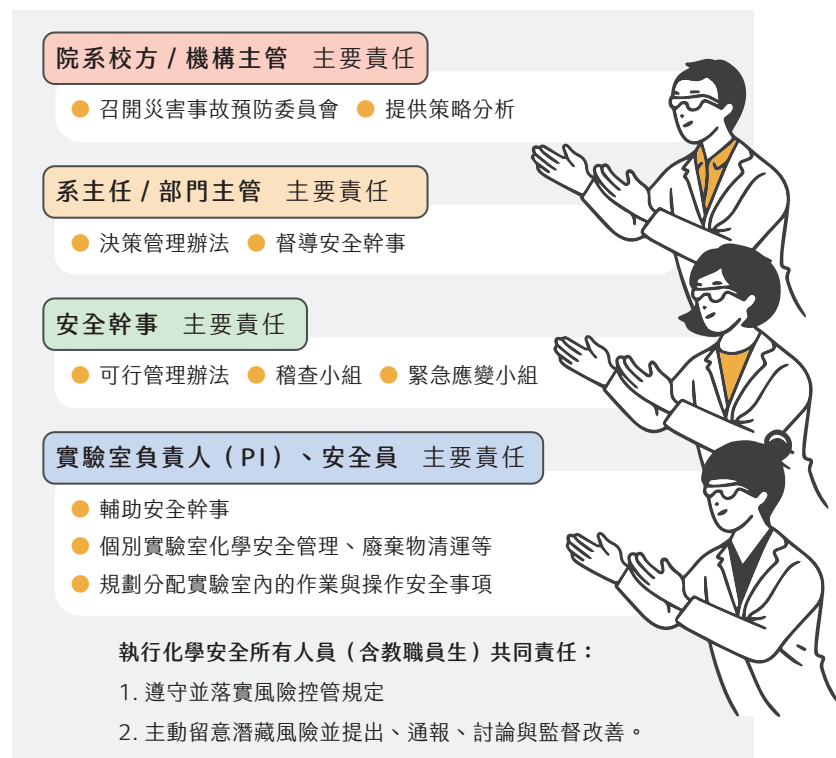 院系校方 / 機構主管 主要責任
● 召開災害事故預防委員會 ● 提供策略分析
系主任 / 部門主管 主要責任
● 決策管理辦法 ● 督導安全幹事
安全幹事 主要責任
● 可行管理辦法 ● 稽查小組 ● 緊急應變小組
實驗室負責人（PI）、安全員 主要責任
● 輔助安全幹事
● 個別實驗室化學安全管理、廢棄物清運等
● 規劃分配實驗室內的作業與操作安全事項
執行化學安全所有人員（含教職員生）共同責任：
1. 遵守並落實風險控管規定
2. 主動留意潛藏風險並提出、通報、討論與監督改善。